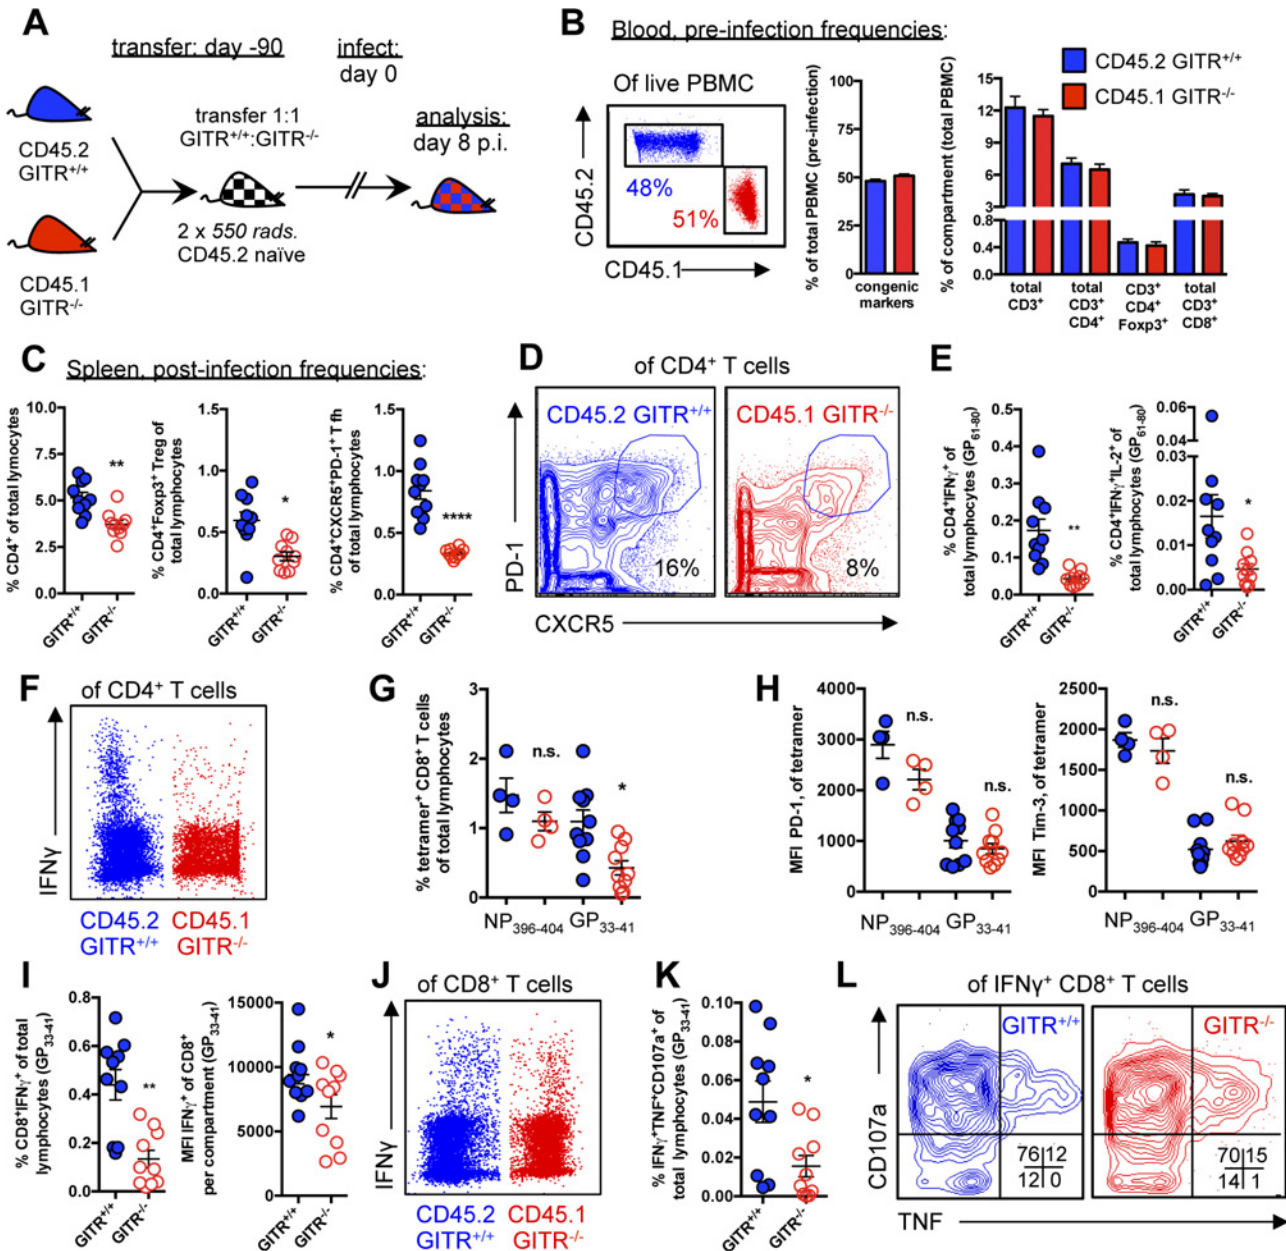 A
transfer: day -90
infect:
day 0
CD45.2
GITR+/+
CD45.1
GITR-/-
transfer 1:1
GITR+/+:GITR-/-
2 x 550 rads.
CD45.2 naïve
analysis:
day 8 p.i.
B
Blood, pre-infection frequencies:
Of live PBMC
CD45.2
48%
51%
CD45.1
% of total PBMC (pre-infection)
100
75
50
25
0
congenic
markers
% of compartment (total PBMC)
15
12
9
6
3
0.8
0.4
0.0
total
CD3+
total
CD3+
CD4+
CD3+
CD4+
Foxp3+
total
CD3+
CD8+
CD45.2 GITR+/+
CD45.1 GITR-/-
C
Spleen, post-infection frequencies:
% CD4+ of total lymocytes
10.0
7.5
5.0
2.5
0.0
**
GITR+/+
GITR-/-
% CD4+Foxp3+ Treg of
total lymphocytes
1.5
1.0
0.5
0.0
*
GITR+/+
GITR-/-
% CD4+CXCR5+PD-1+ T fh
of total lymphocytes
1.5
1.0
0.5
0.0
****
GITR+/+
GITR-/-
D
of CD4+ T cells
CD45.2 GITR+/+
CD45.1 GITR-/-
16%
8%
PD-1
CXCR5
E
% CD4+IFNγ+ of
total lymphocytes (GP61-80)
0.5
0.4
0.3
0.2
0.1
0.0
**
GITR+/+
GITR-/-
% CD4+IFNγ+IL-2+ of
total lymphocytes (GP61-80)
0.06
0.04
0.02
0.01
0.00
*
GITR+/+
GITR-/-
F
of CD4+ T cells
IFNγ
CD45.2
GITR+/+
CD45.1
GITR-/-
G
% tetramer+ CD8+ T cells
of total lymphocytes
3
2
1
0
n.s.
*
NP396-404
GP33-41
H
MFI PD-1, of tetramer
4000
3000
2000
1000
0
n.s.
n.s.
NP396-404
GP33-41
MFI Tim-3, of tetramer
2500
2000
1500
1000
500
0
n.s.
n.s.
NP396-404
GP33-41
I
% CD8+IFNγ+ of total
lymphocytes (GP33-41)
0.8
0.6
0.4
0.2
0.0
**
GITR+/+
GITR-/-
MFI IFNγ+γ+ of CD8+
per compartment (GP33-41)
15000
10000
5000
0
*
GITR+/+
GITR-/-
J
of CD8+ T cells
IFNγ
CD45.2
GITR+/+
CD45.1
GITR-/-
K
% IFNγ+TNF+CD107a+ of
total lymphocytes (GP33-41)
0.10
0.08
0.06
0.04
0.02
0.00
*
GITR+/+
GITR-/-
L
of IFNγ+ CD8+ T cells
GITR+/+
GITR-/-
CD107a
76 12
12 0
70 15
14 1
TNF